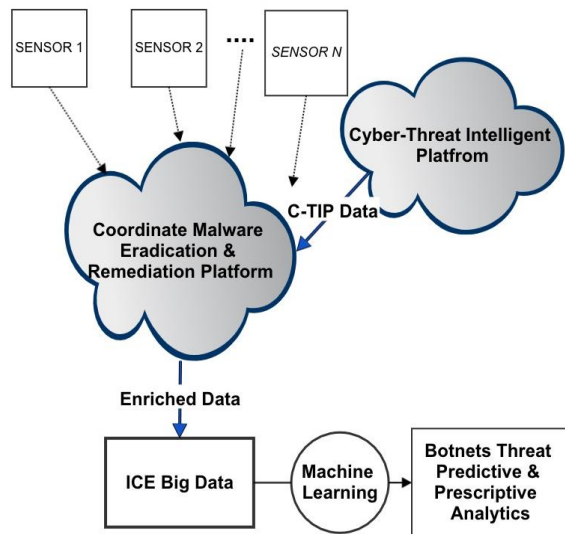 SENSOR 1
SENSOR 2
....
SENSOR N
Cyber-Threat Intelligent
Platfrom
C-TIP Data
Coordinate Malware
Eradication &
Remediation Platform
Enriched Data
ICE Big Data
Machine
Learning
Botnets Threat
Predictive &
Prescriptive
Analytics